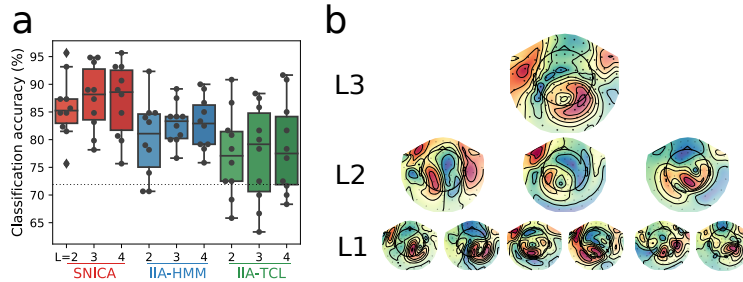 a
b
Classification accuracy (%)
95
90
85
80
75
70
65
L=2 3 4 2 3 4 2 3 4
SNICA IIA-HMM IIA-TCL
L3
L2
L1